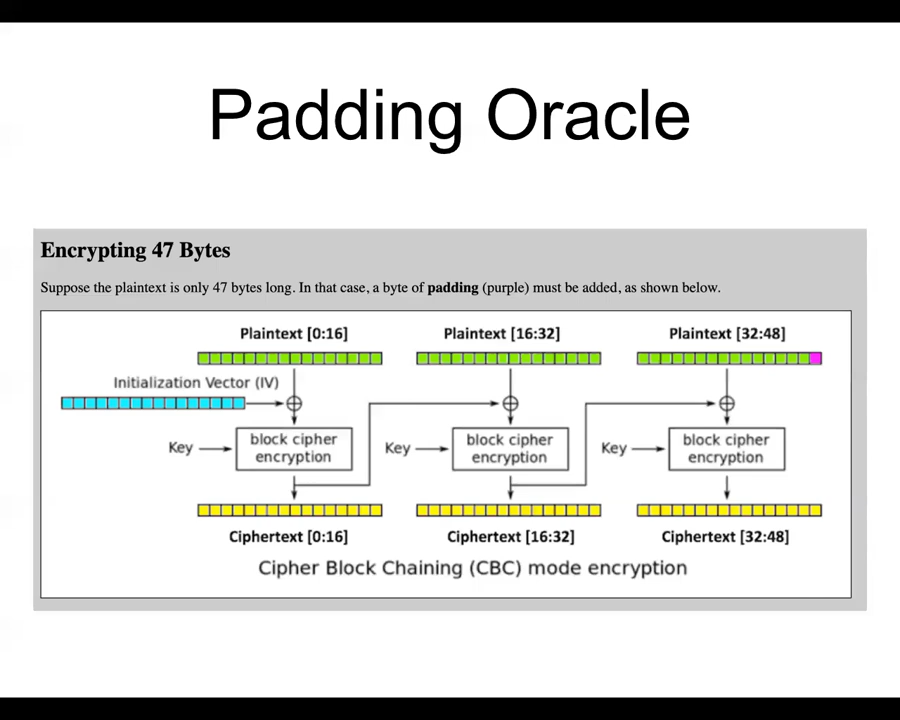 Padding Oracle
Encrypting 47 Bytes
Suppose the plaintext is only 47 bytes long. In that case, a byte of padding (purple) must be added, as shown below.
Plaintext [0:16] Plaintext [16:32] Plaintext [32:48]
Initialization Vector (IV)
Key block cipher encryption
Key block cipher encryption
Key block cipher encryption
Ciphertext [0:16] Ciphertext [16:32] Ciphertext [32:48]
Cipher Block Chaining (CBC) mode encryption